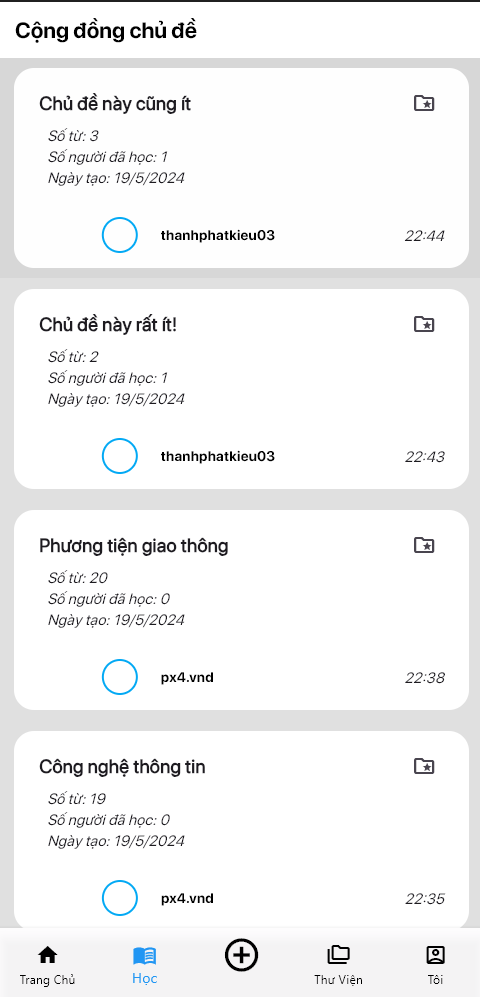 Cộng đồng chủ đề
Chủ đề này cũng ít
Số từ: 3
Số người đã học: 1
Ngày tạo: 19/5/2024
thanhphatkieu03 22:44
Chủ đề này rất ít!
Số từ: 2
Số người đã học: 1
Ngày tạo: 19/5/2024
thanhphatkieu03 22:43
Phương tiện giao thông
Số từ: 20
Số người đã học: 0
Ngày tạo: 19/5/2024
px4.vnd 22:38
Công nghệ thông tin
Số từ: 19
Số người đã học: 0
Ngày tạo: 19/5/2024
px4.vnd 22:35
Trang Chủ Học Thư Viện Tôi